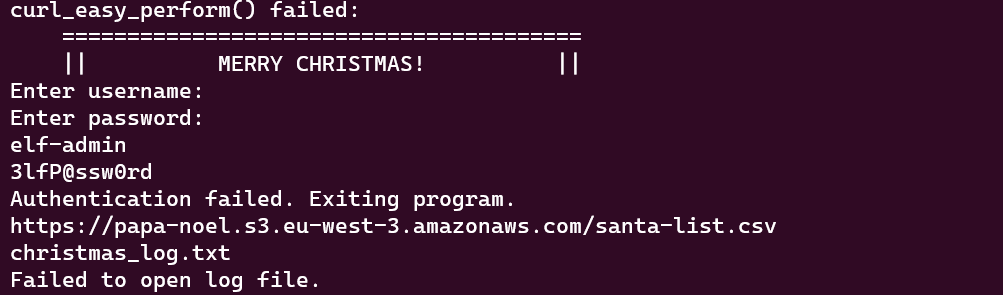 curl_easy_perform() failed:
========================================
|| MERRY CHRISTMAS! ||
Enter username:
Enter password:
elf-admin
3lfP@ssw0rd
Authentication failed. Exiting program.
https://papa-noel.s3.eu-west-3.amazonaws.com/santa-list.csv
christmas_log.txt
Failed to open log file.